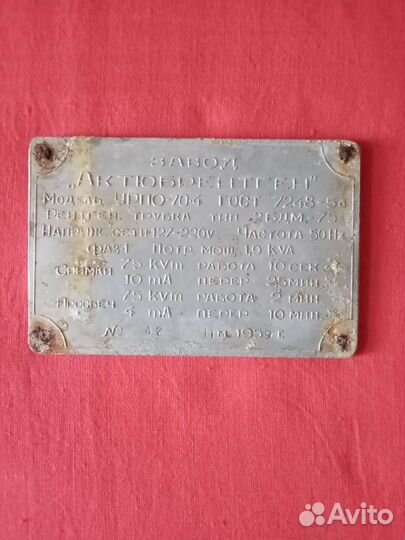 ЗАВОД
„АКТЮБРЕНТГЕН"
МОДЕЛЬ УРПО-70-4 ГОСТ 7248-54
РЕНТГЕН. ТРУБКА ТИП 2БДМ, 75
НАПРЯЖ. СЕТИ 127-220V. ЧАСТОТА 50Hz
ФАЗ. 1 ПОТР. МОЩ. 1,9 kVA
СНИМКИ 75 kVm РАБОТА 10 СЕК
10 mA ПЕРЕР 25 МИН
ПРОСВЕЧ 75 kVm РАБОТА 2 МИН.
4 mA ПЕРЕР 10 МИН.
№ 42 1959 г.
Avito